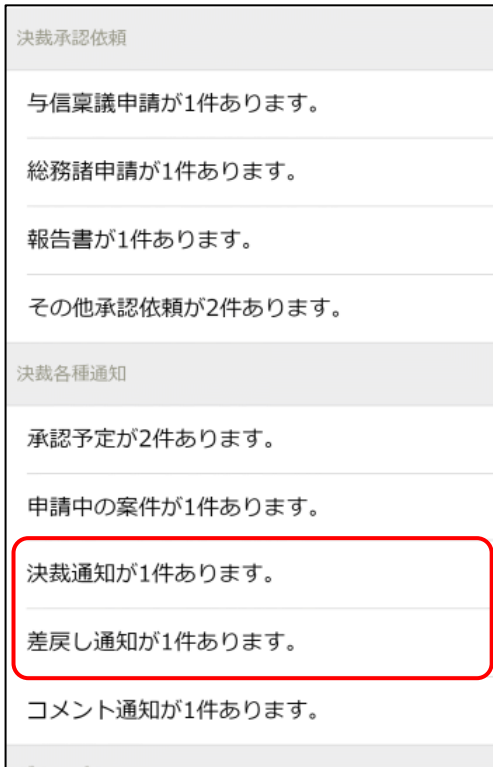 決裁承認依頼
与信稟議申請が1件あります。
総務諸申請が1件あります。
報告書が1件あります。
その他承認依頼が2件あります。
決裁各種通知
承認予定が2件あります。
申請中の案件が1件あります。
決裁通知が1件あります。
差戻し通知が1件あります。
コメント通知が1件あります。